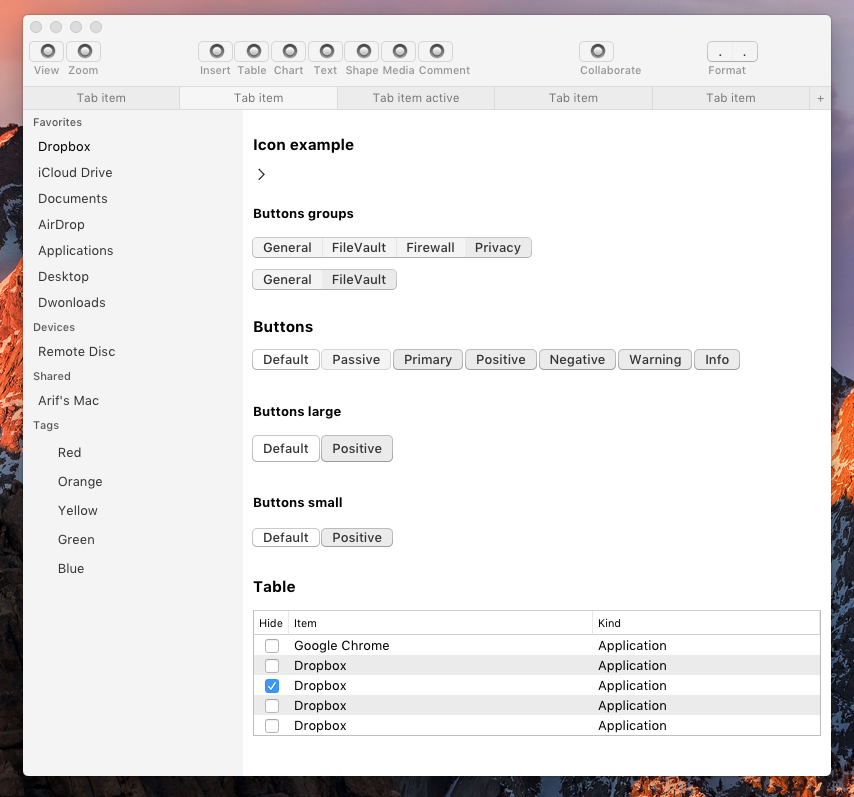 View Zoom Insert Table Chart Text Shape Media Comment Collaborate Format
Tab item Tab item Tab item active Tab item Tab item +
Favorites
Dropbox
iCloud Drive
Documents
AirDrop
Applications
Desktop
Dwonloads
Devices
Remote Disc
Shared
Arif's Mac
Tags
Red
Orange
Yellow
Green
Blue
Icon example
Buttons groups
General FileVault Firewall Privacy
General FileVault
Buttons
Default Passive Primary Positive Negative Warning Info
Buttons large
Default Positive
Buttons small
Default Positive
Table
Hide Item Kind
Google Chrome Application
Dropbox Application
Dropbox Application
Dropbox Application
Dropbox Application